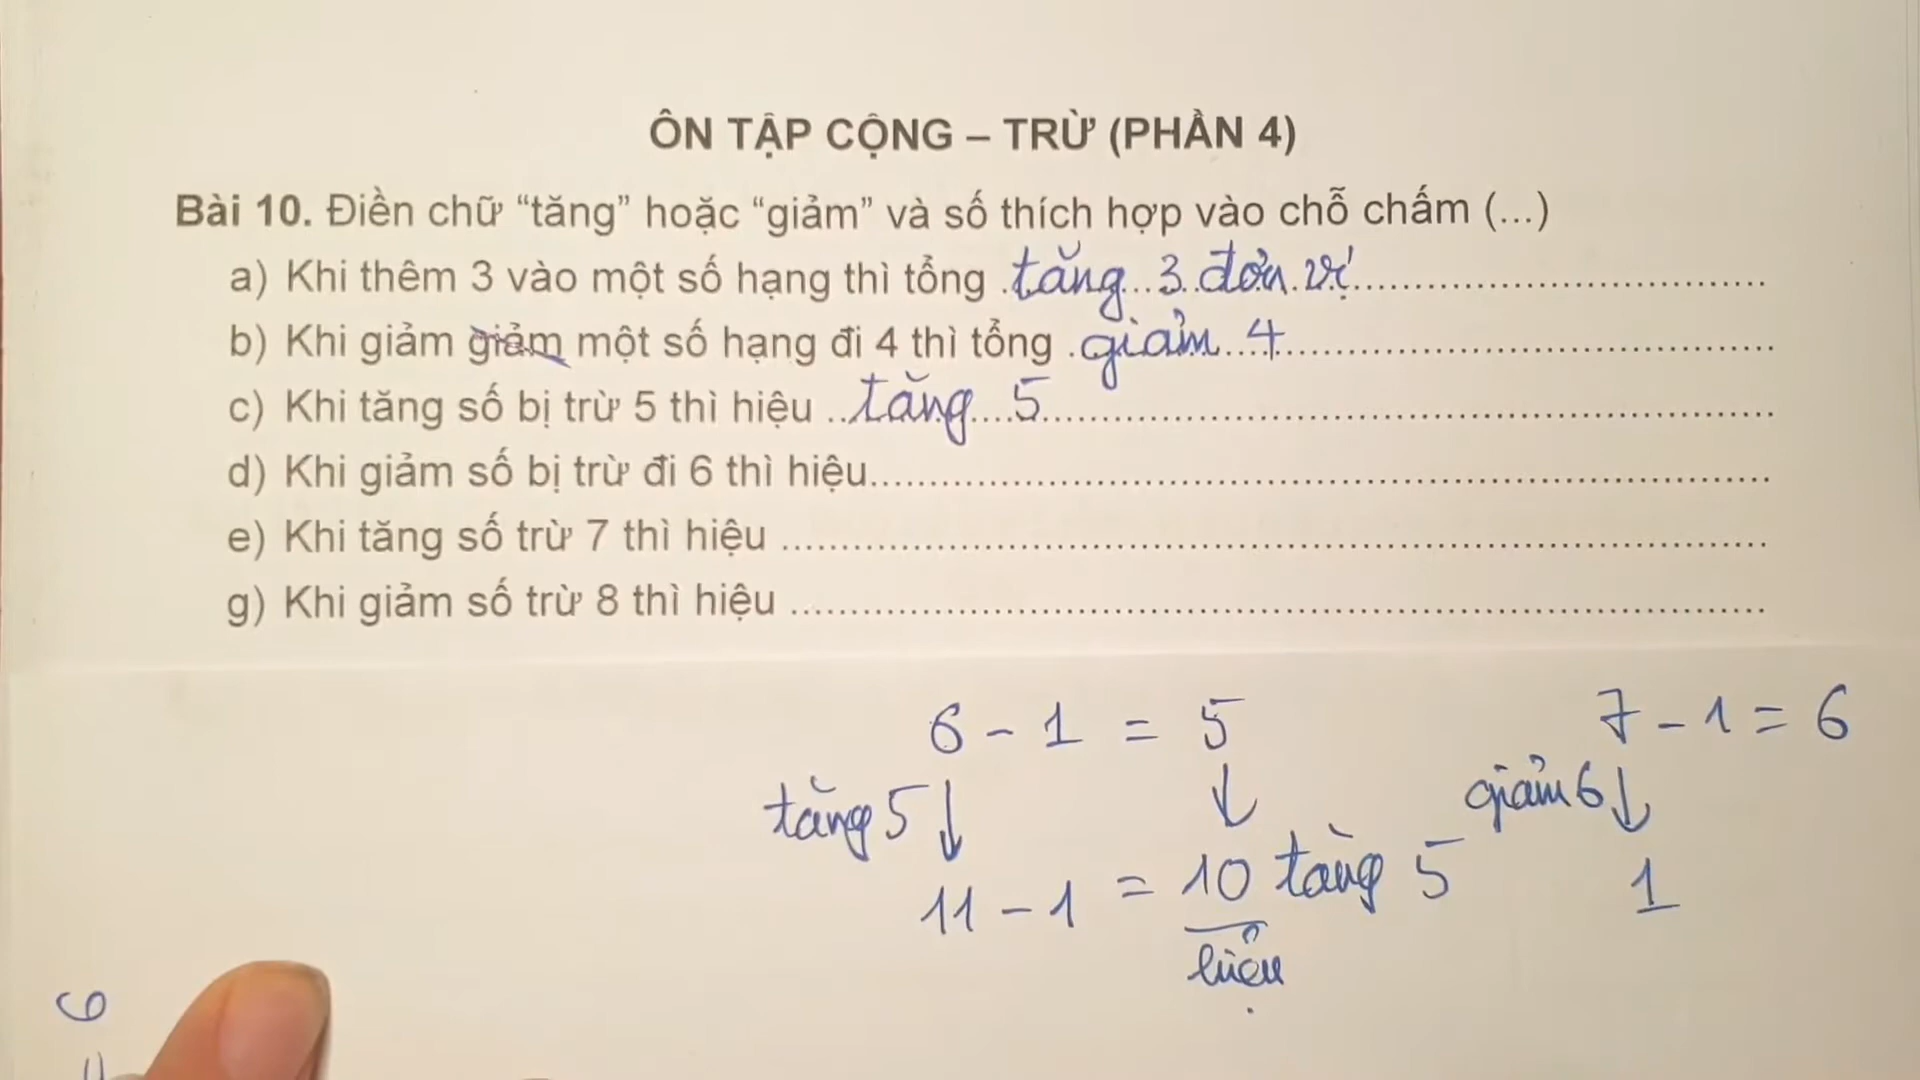 ÔN TẬP CỘNG – TRỪ (PHẦN 4)
Bài 10. Điền chữ “tăng” hoặc “giảm” và số thích hợp vào chỗ chấm (...)
a) Khi thêm 3 vào một số hạng thì tổng tăng 3 đơn vị
b) Khi giảm giảm một số hạng đi 4 thì tổng giảm 4
c) Khi tăng số bị trừ 5 thì hiệu tăng 5
d) Khi giảm số bị trừ đi 6 thì hiệu
e) Khi tăng số trừ 7 thì hiệu
g) Khi giảm số trừ 8 thì hiệu
6 - 1 = 5
7 - 1 = 6
tăng 5 ↓ ↓
giảm 6 ↓
11 - 1 = 10 tăng 5
1
hiệu
6
=